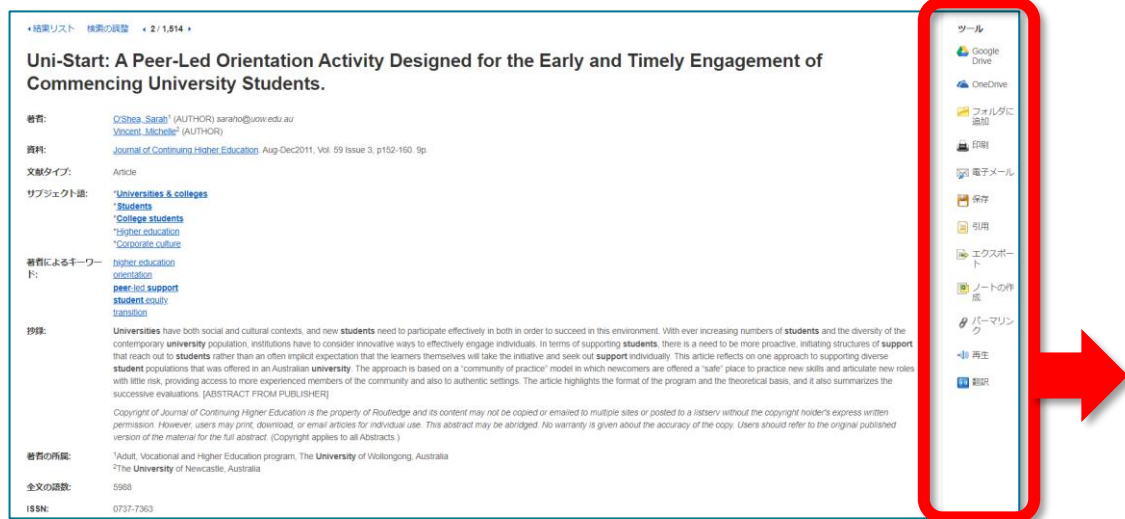 結果リスト 検索の調整 2 / 1,514
Uni-Start: A Peer-Led Orientation Activity Designed for the Early and Timely Engagement of
Commencing University Students.
著者: O'Shea, Sarah¹ (AUTHOR) saraho@uow.edu.au
Vincent, Michelle² (AUTHOR)
資料: Journal of Continuing Higher Education. Aug-Dec2011, Vol. 59 Issue 3, p152-160. 9p.
文献タイプ: Article
サブジェクト語: *Universities & colleges
*Students
*College students
*Higher education
*Corporate culture
著者によるキーワー
ド:
higher education
orientation
peer-led support
student equity
transition
抄録: Universities have both social and cultural contexts, and new students need to participate effectively in both in order to succeed in this environment. With ever increasing numbers of students and the diversity of the
contemporary university population, institutions have to consider innovative ways to effectively engage individuals. In terms of supporting students, there is a need to be more proactive, initiating structures of support
that reach out to students rather than an often implicit expectation that the learners themselves will take the initiative and seek out support individually. This article reflects on one approach to supporting diverse
student populations that was offered in an Australian university. The approach is based on a "community of practice" model in which newcomers are offered a "safe" place to practice new skills and articulate new roles
with little risk, providing access to more experienced members of the community and also to authentic settings. The article highlights the format of the program and the theoretical basis, and it also summarizes the
successive evaluations. [ABSTRACT FROM PUBLISHER]
Copyright of Journal of Continuing Higher Education is the property of Routledge and its content may not be copied or emailed to multiple sites or posted to a listserv without the copyright holder's express written
permission. However, users may print, download, or email articles for individual use. This abstract may be abridged. No warranty is given about the accuracy of the copy. Users should refer to the original published
version of the material for the full abstract. (Copyright applies to all Abstracts.)
著者の所属: ¹Adult, Vocational and Higher Education program, The University of Wollongong, Australia
²The University of Newcastle, Australia
全文の語数: 5988
ISSN: 0737-7363
ツール
Google
Drive
OneDrive
フォルダに
追加
印刷
電子メール
保存
引用
エクスポー
ト
ノートの作
成
パーマリン
ク
再生
翻訳